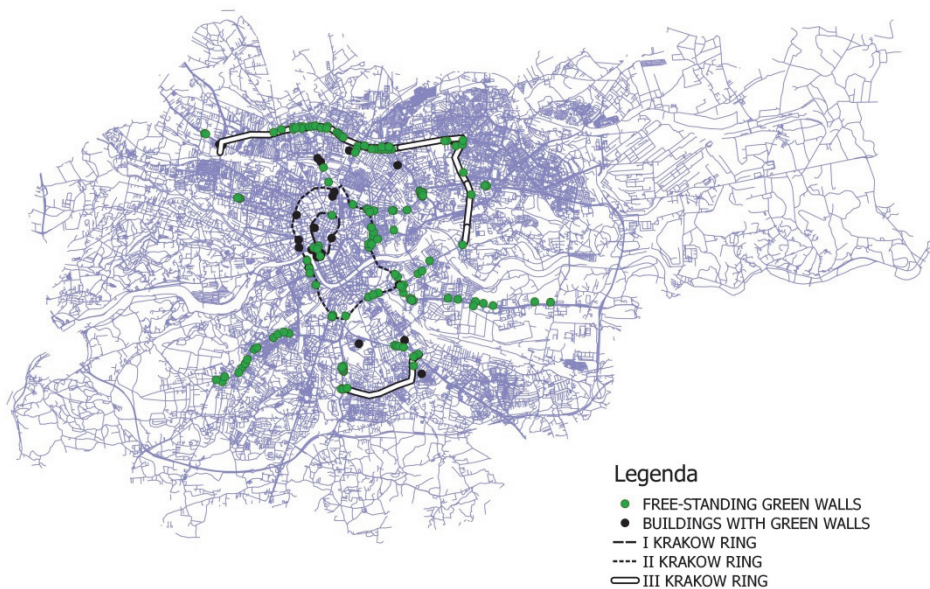 Legenda
FREE-STANDING GREEN WALLS
BUILDINGS WITH GREEN WALLS
I KRAKOW RING
II KRAKOW RING
III KRAKOW RING